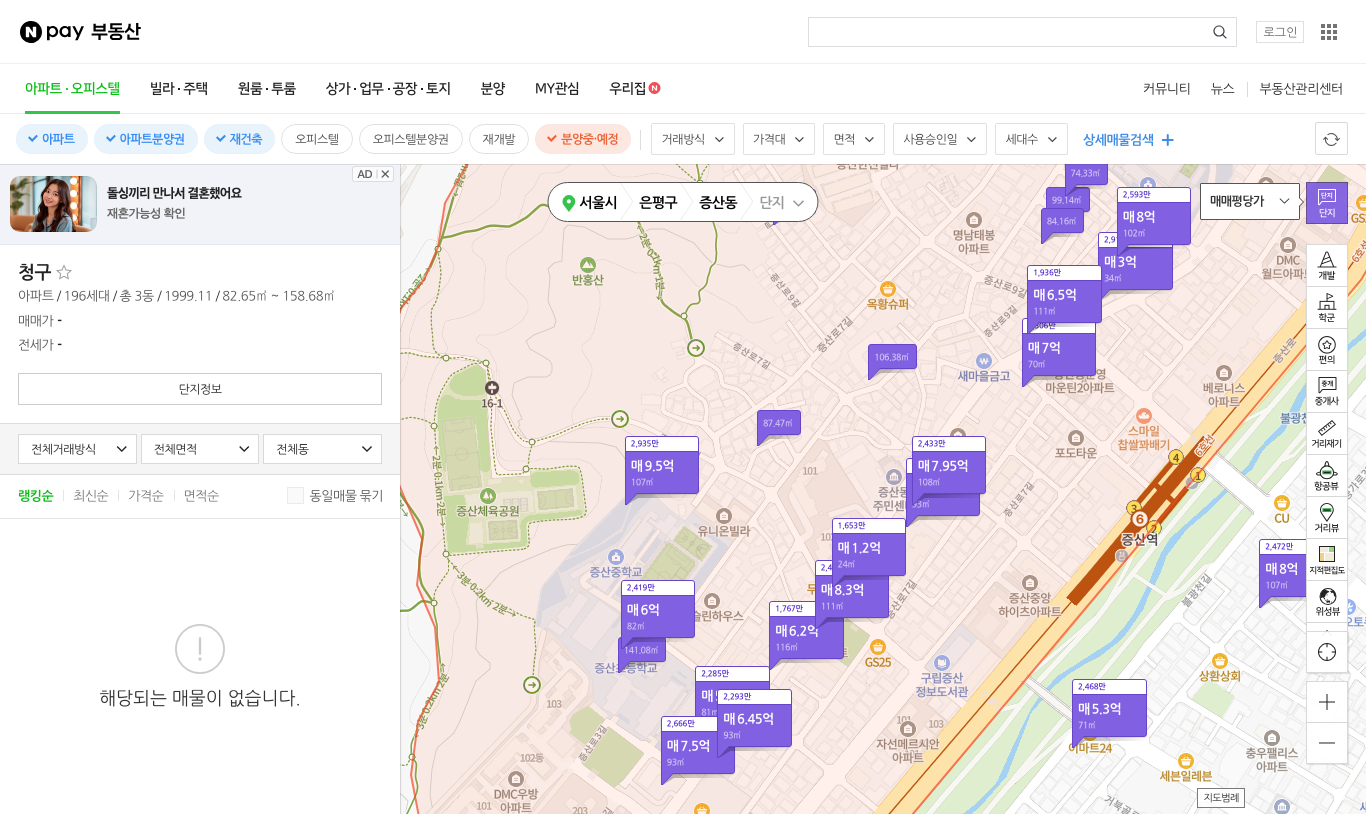 N pay 부동산
로그인
아파트 · 오피스텔
빌라 · 주택
원룸 · 투룸
상가 · 업무 · 공장 · 토지
분양
MY관심
우리집 N
커뮤니티
뉴스
부동산관리센터
아파트
아파트분양권
재건축
오피스텔
오피스텔분양권
재개발
분양중·예정
거래방식
가격대
면적
사용승인일
세대수
상세매물검색
AD
돌싱끼리 만나서 결혼했어요
재혼가능성 확인
청구
아파트 / 196세대 / 총 3동 / 1999.11 / 82.65㎡ ~ 158.68㎡
매매가 -
전세가 -
단지정보
전체거래방식
전체면적
전체동
랭킹순
최신순
가격순
면적순
동일매물 묶기
해당되는 매물이 없습니다.
서울시
은평구
증산동
단지
매매평당가
단지
단지
개발
학군
편의
중개
중개사
거리재기
항공뷰
거리뷰
지적편집도
위성뷰
74.33㎡
99.14㎡
84.16㎡
2,593만
매8억
102㎡
매3억
34㎡
1,936만
매6.5억
111㎡
매7억
70㎡
106.38㎡
87.47㎡
2,935만
매9.5억
107㎡
2,433만
매7.95억
108㎡
1,653만
매1.2억
24㎡
매8.3억
111㎡
1,767만
매6.2억
116㎡
2,419만
매6억
82㎡
141.08㎡
2,285만
2,293만
매6.45억
93㎡
2,666만
매7.5억
93㎡
2,472만
매8억
107㎡
2,468만
매5.3억
71㎡
명남태봉
아파트
DMC
월드아파트
반홍산
옥황슈퍼
증산로9길
증산로9길
증산로7길
증산로7길
새마을금고
마운틴2아파트
베로니스
아파트
스마일
찹쌀꽈배기
포도타운
16-1
증산체육공원
유니온빌라
101
증산중학교
증산로7길
6호선
4
1
3
2
6
증산역
CU
불광천길
증산중앙
하이츠아파트
GS25
구립증산
정보도서관
103
101
103
자선메르시안
아파트
증산로3길
102동
DMC우방
아파트
이마트24
상환상회
세븐일레븐
충우팰리스
아파트
지도범례